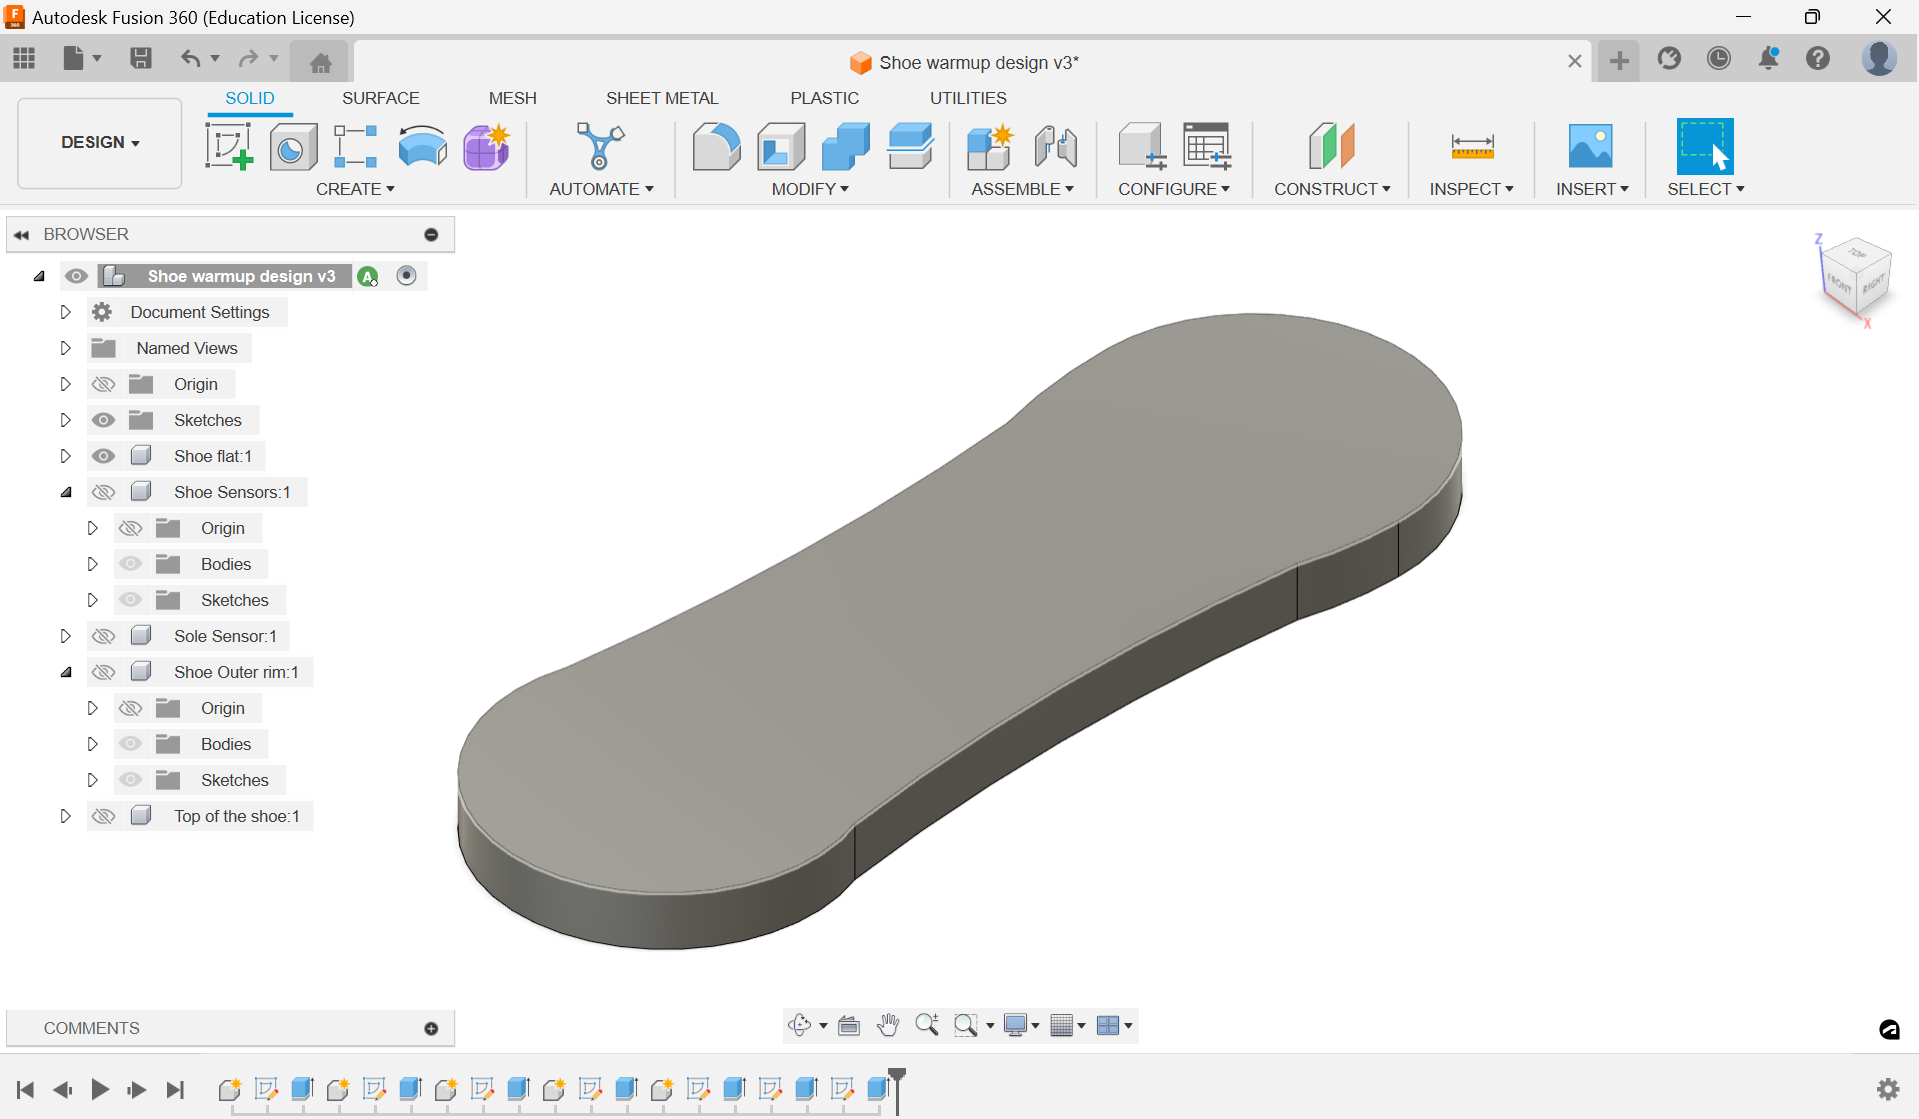 Autodesk Fusion 360 (Education License)
Shoe warmup design v3*
SOLID SURFACE MESH SHEET METAL PLASTIC UTILITIES
DESIGN
CREATE AUTOMATE MODIFY ASSEMBLE CONFIGURE CONSTRUCT INSPECT INSERT SELECT
BROWSER
Shoe warmup design v3
Document Settings
Named Views
Origin
Sketches
Shoe flat:1
Shoe Sensors:1
Origin
Bodies
Sketches
Sole Sensor:1
Shoe Outer rim:1
Origin
Bodies
Sketches
Top of the shoe:1
Z
TOP
FRONT RIGHT
X
COMMENTS